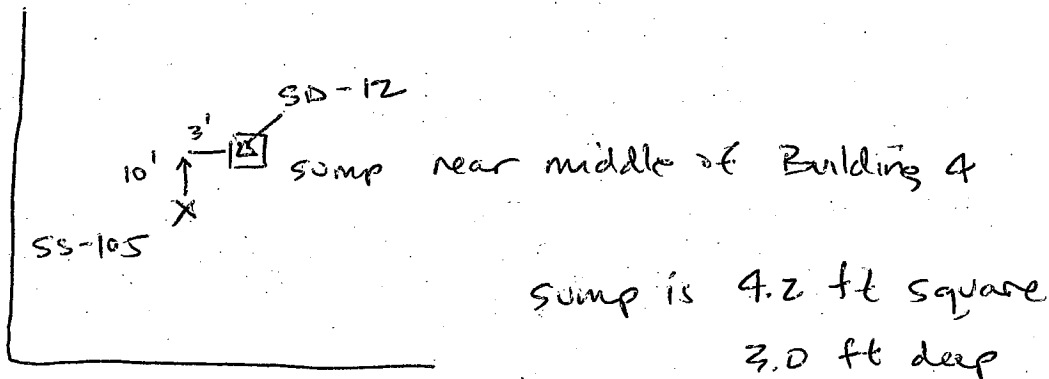 SD-12
3'
25
10'
sump near middle of Building 4
X
SS-105
sump is 4.2 ft square
3.0 ft deep